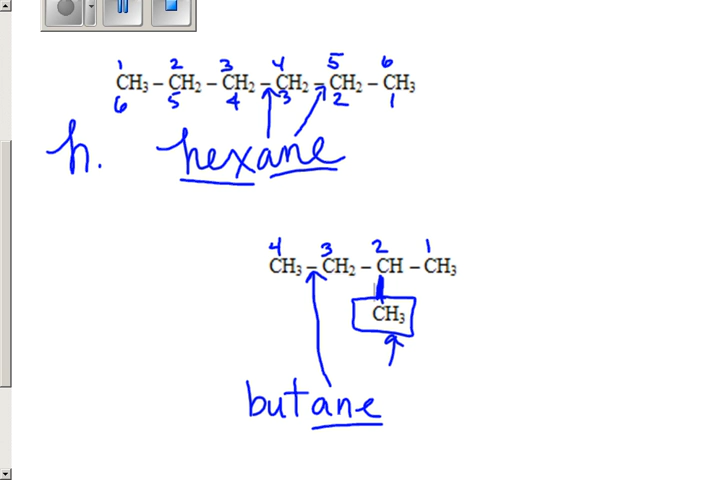 1 2 3 4 5 6
CH₃ – CH₂ – CH₂ – CH₂ – CH₂ – CH₃
6 5 4 3 2 1
h. hexane
4 3 2 1
CH₃ – CH₂ – CH – CH₃
CH₃
butane